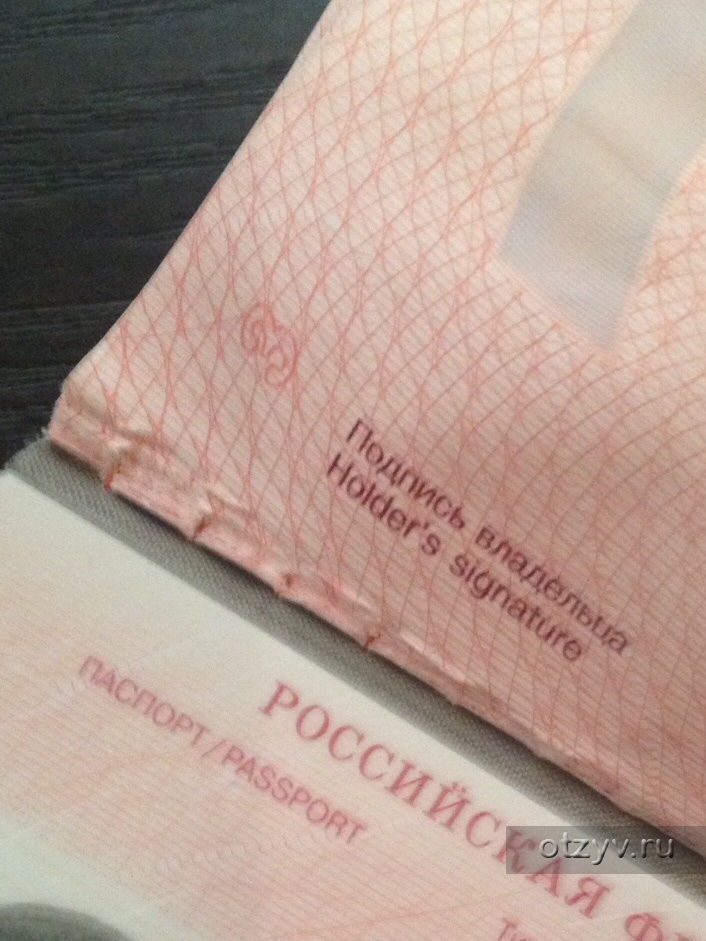 Подпись владельца
Holder's signature
РОССИЙСКАЯ
ПАСПОРТ/PASSPORT
otzyv.ru